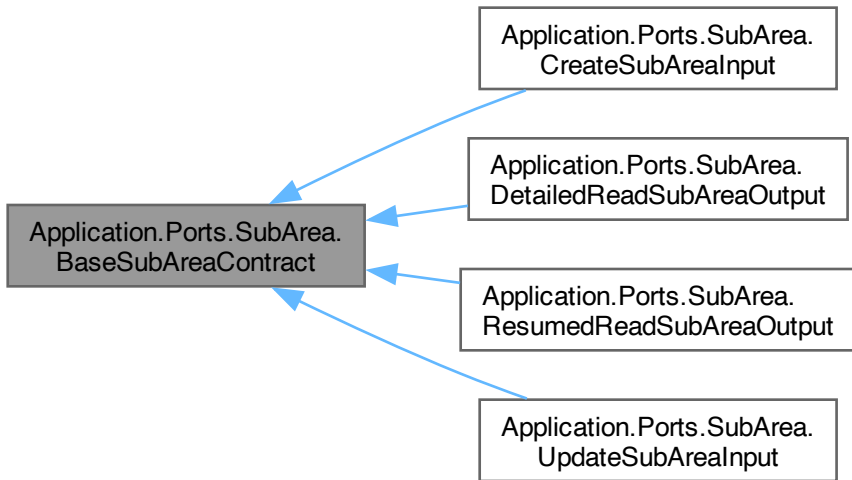 Application.Ports.SubArea.
CreateSubAreaInput
Application.Ports.SubArea.
DetailedReadSubAreaOutput
Application.Ports.SubArea.
BaseSubAreaContract
Application.Ports.SubArea.
ResumedReadSubAreaOutput
Application.Ports.SubArea.
UpdateSubAreaInput